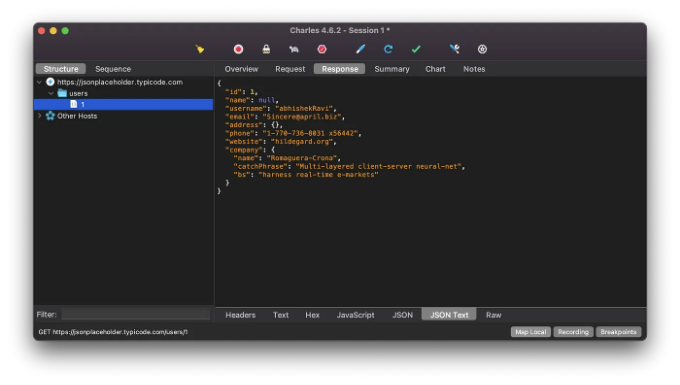 Charles 4.6.2 - Session 1 *
Structure
Sequence
Overview
Request
Response
Summary
Chart
Notes
https://jsonplaceholder.typicode.com
users
1
Other Hosts
{
"id": 1,
"name": null,
"username": "abhishekRavi",
"email": "Sincere@april.biz",
"address": {},
"phone": "1-770-736-8031 x56442",
"website": "hildegard.org",
"company": {
"name": "Romaguera-Crona",
"catchPhrase": "Multi-layered client-server neural-net",
"bs": "harness real-time e-markets"
}
}
Filter:
Headers
Text
Hex
JavaScript
JSON
JSON Text
Raw
GET https://jsonplaceholder.typicode.com/users/1
Map Local
Recording
Breakpoints